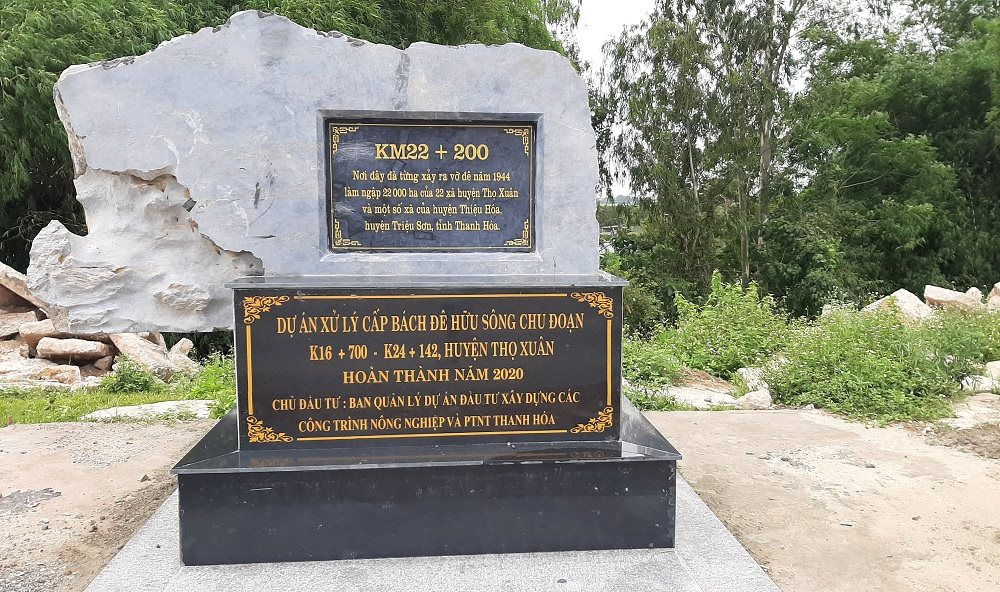 KM22 + 200
Nơi đây đã từng xảy ra vỡ đê năm 1944
làm ngập 22 000 ha của 22 xã huyện Thọ Xuân
và một số xã của huyện Thiệu Hóa.
huyện Triệu Sơn, tỉnh Thanh Hóa.
DỰ ÁN XỬ LÝ CẤP BÁCH ĐÊ HỮU SÔNG CHU ĐOẠN
K16 + 700 - K24 + 142, HUYỆN THỌ XUÂN
HOÀN THÀNH NĂM 2020
CHỦ ĐẦU TƯ : BAN QUẢN LÝ DỰ ÁN ĐẦU TƯ XÂY DỰNG CÁC
CÔNG TRÌNH NÔNG NGHIỆP VÀ PTNT THANH HÓA